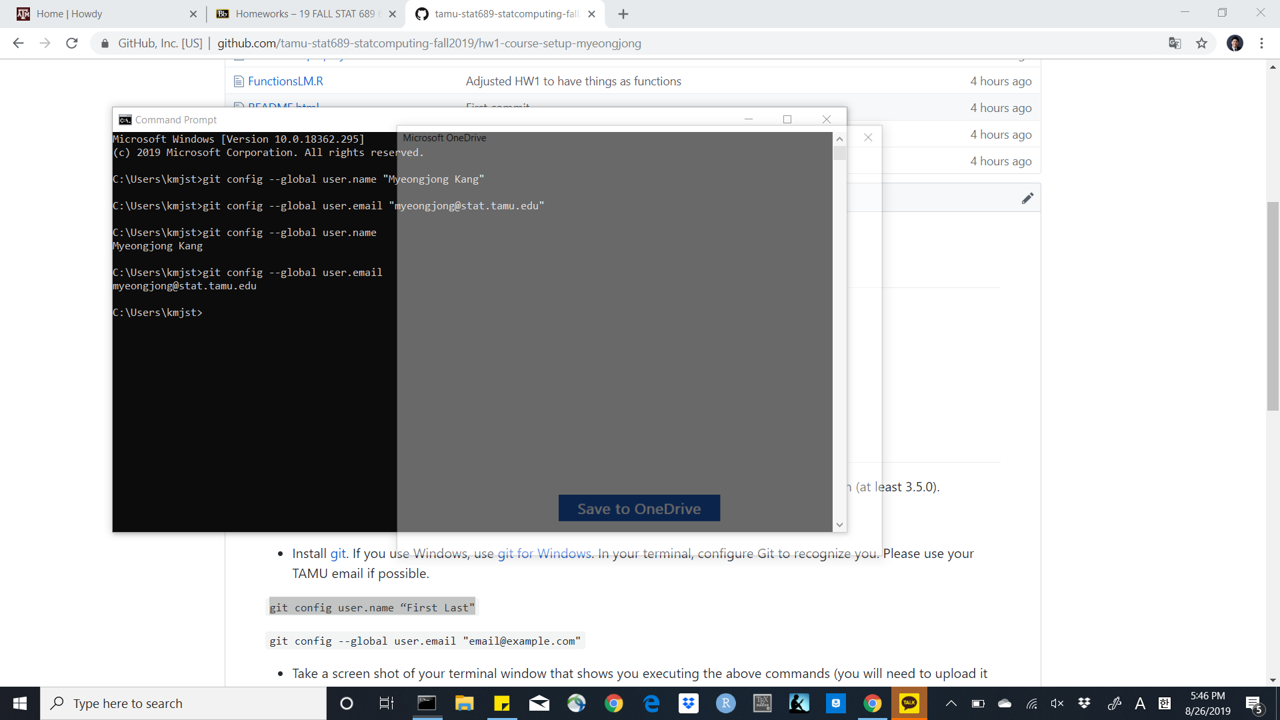 Home | Howdy
Homeworks – 19 FALL STAT 689
tamu-stat689-statcomputing-fall
GitHub, Inc. [US] | github.com/tamu-stat689-statcomputing-fall2019/hw1-course-setup-myeongjong
FunctionsLM.R Adjusted HW1 to have things as functions 4 hours ago
README.html First commit 4 hours ago
4 hours ago
4 hours ago
Command Prompt
Microsoft OneDrive
Microsoft Windows [Version 10.0.18362.295]
(c) 2019 Microsoft Corporation. All rights reserved.
C:\Users\kmjst>git config --global user.name "Myeongjong Kang"
C:\Users\kmjst>git config --global user.email "myeongjong@stat.tamu.edu"
C:\Users\kmjst>git config --global user.name
Myeongjong Kang
C:\Users\kmjst>git config --global user.email
myeongjong@stat.tamu.edu
C:\Users\kmjst>
Save to OneDrive
(at least 3.5.0).
Install git. If you use Windows, use git for Windows. In your terminal, configure Git to recognize you. Please use your
TAMU email if possible.
git config user.name “First Last"
git config --global user.email "email@example.com"
Take a screen shot of your terminal window that shows you executing the above commands (you will need to upload it
Type here to search
TALK
A
5:46 PM
8/26/2019
5